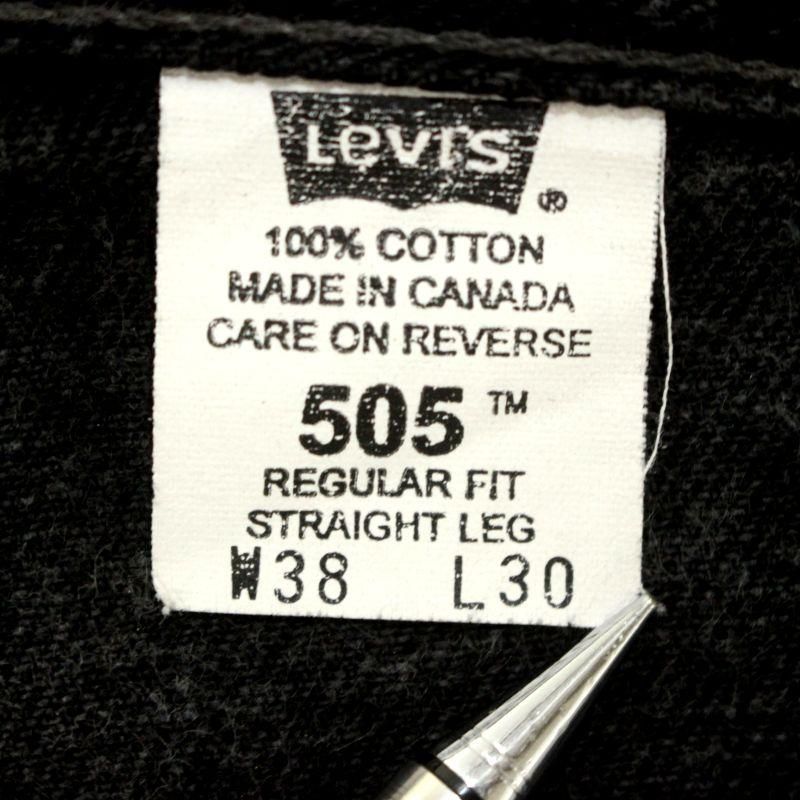 Levi's ®
100% COTTON
MADE IN CANADA
CARE ON REVERSE
505 ™
REGULAR FIT
STRAIGHT LEG
W38 L30